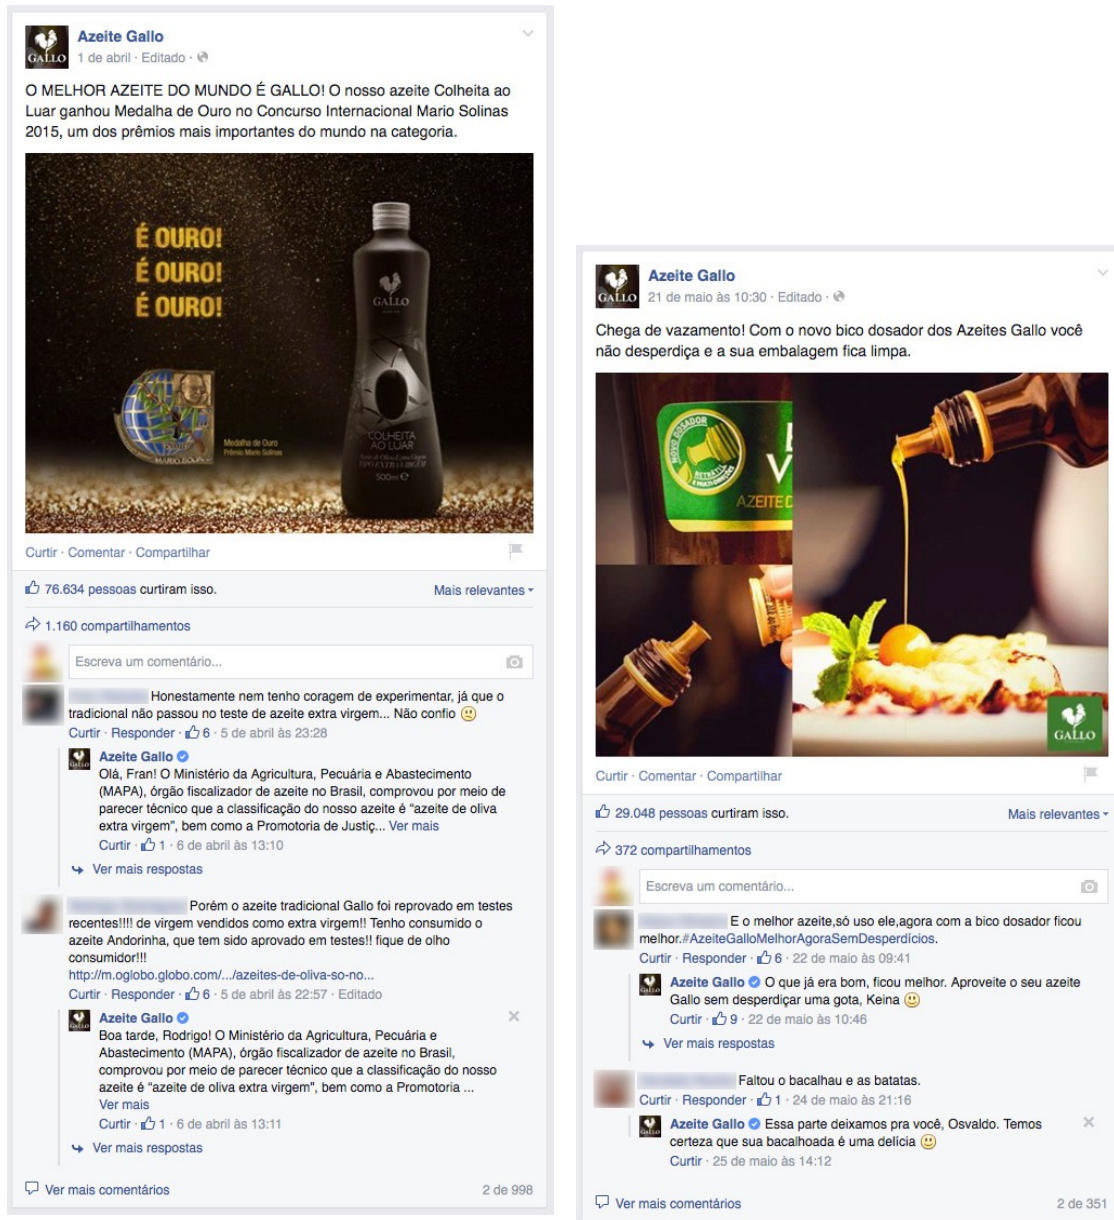 Azeite Gallo
1 de abril · Editado ·
O MELHOR AZEITE DO MUNDO É GALLO! O nosso azeite Colheita ao
Luar ganhou Medalha de Ouro no Concurso Internacional Mario Solinas
2015, um dos prêmios mais importantes do mundo na categoria.
É OURO!
É OURO!
É OURO!
GALLO
Medalha de Ouro
Prêmio Mario Solinas
COLHEITA
AO LUAR
Azeite de Oliva Extra Virgem
TIPO EXTRA VIRGEM
500ml e
Curtir · Comentar · Compartilhar
76.634 pessoas curtiram isso.
Mais relevantes
1.160 compartilhamentos
Escreva um comentário...
Honestamente nem tenho coragem de experimentar, já que o
tradicional não passou no teste de azeite extra virgem... Não confio
Curtir · Responder · 6 · 5 de abril às 23:28
Azeite Gallo
Olá, Fran! O Ministério da Agricultura, Pecuária e Abastecimento
(MAPA), órgão fiscalizador de azeite no Brasil, comprovou por meio de
parecer técnico que a classificação do nosso azeite é “azeite de oliva
extra virgem”, bem como a Promotoria de Justiç... Ver mais
Curtir · 1 · 6 de abril às 13:10
Ver mais respostas
Porém o azeite tradicional Gallo foi reprovado em testes
recentes!!!! de virgem vendidos como extra virgem!! Tenho consumido o
azeite Andorinha, que tem sido aprovado em testes!! fique de olho
consumidor!!!
http://m.oglobo.globo.com/.../azeites-de-oliva-so-no...
Curtir · Responder · 6 · 5 de abril às 22:57 · Editado
Azeite Gallo
Boa tarde, Rodrigo! O Ministério da Agricultura, Pecuária e
Abastecimento (MAPA), órgão fiscalizador de azeite no Brasil,
comprovou por meio de parecer técnico que a classificação do nosso
azeite é “azeite de oliva extra virgem”, bem como a Promotoria ...
Ver mais
Curtir · 1 · 6 de abril às 13:11
Ver mais respostas
Ver mais comentários
2 de 998
GALLO
Azeite Gallo
21 de maio às 10:30 · Editado ·
Chega de vazamento! Com o novo bico dosador dos Azeites Gallo você
não desperdiça e a sua embalagem fica limpa.
NOVO DOSADOR
RETRÁTIL
E MULTI-DIREÇÕES
AZEITE D
GALLO
Curtir · Comentar · Compartilhar
29.048 pessoas curtiram isso.
Mais relevantes
372 compartilhamentos
Escreva um comentário...
E o melhor azeite,só uso ele,agora com a bico dosador ficou
melhor.#AzeiteGalloMelhorAgoraSemDesperdícios.
Curtir · Responder · 6 · 22 de maio às 09:41
Azeite Gallo O que já era bom, ficou melhor. Aproveite o seu azeite
Gallo sem desperdiçar uma gota, Keina
Curtir · 9 · 22 de maio às 10:46
Ver mais respostas
Faltou o bacalhau e as batatas.
Curtir · Responder · 1 · 24 de maio às 21:16
Azeite Gallo Essa parte deixamos pra você, Osvaldo. Temos
certeza que sua bacalhoada é uma delícia
Curtir · 25 de maio às 14:12
Ver mais comentários
2 de 351